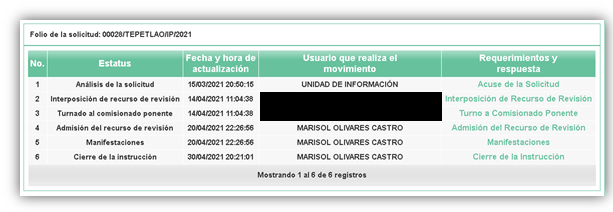 Folio de la solicitud: 00028/TEPETLAO/IP/2021
No. Estatus Fecha y hora de actualización Usuario que realiza el movimiento Requerimientos y respuesta
1 Análisis de la solicitud 15/03/2021 20:50:15 UNIDAD DE INFORMACIÓN Acuse de la Solicitud
2 Interposición de recurso de revisión 14/04/2021 11:04:38 Interposición de Recurso de Revisión
3 Turnado al comisionado ponente 14/04/2021 11:04:38 Turno a Comisionado Ponente
4 Admisión del recurso de revisión 20/04/2021 22:26:56 MARISOL OLIVARES CASTRO Admisión del Recurso de Revisión
5 Manifestaciones 20/04/2021 22:26:56 MARISOL OLIVARES CASTRO Manifestaciones
6 Cierre de la instrucción 30/04/2021 20:21:01 MARISOL OLIVARES CASTRO Cierre de la Instrucción
Mostrando 1 al 6 de 6 registros